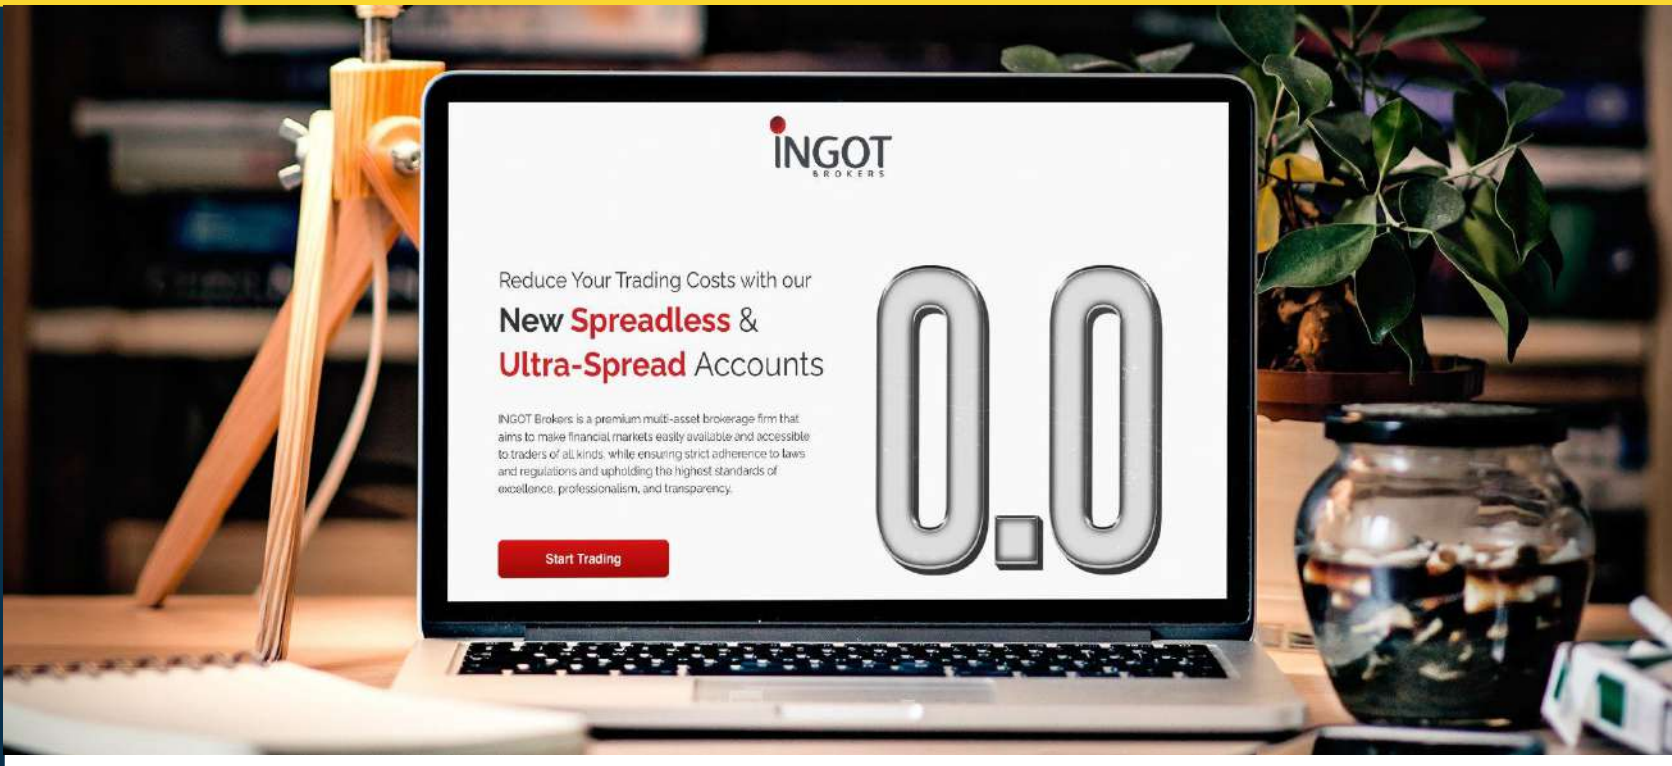 INGOT
BROKERS
Reduce Your Trading Costs with our
New Spreadless &
Ultra-Spread Accounts
INGOT Brokers is a premium multi-asset brokerage firm that
aims to make financial markets easily available and accessible
to traders of all kinds, while ensuring strict adherence to laws
and regulations and upholding the highest standards of
excellence, professionalism, and transparency.
Start Trading
0.0